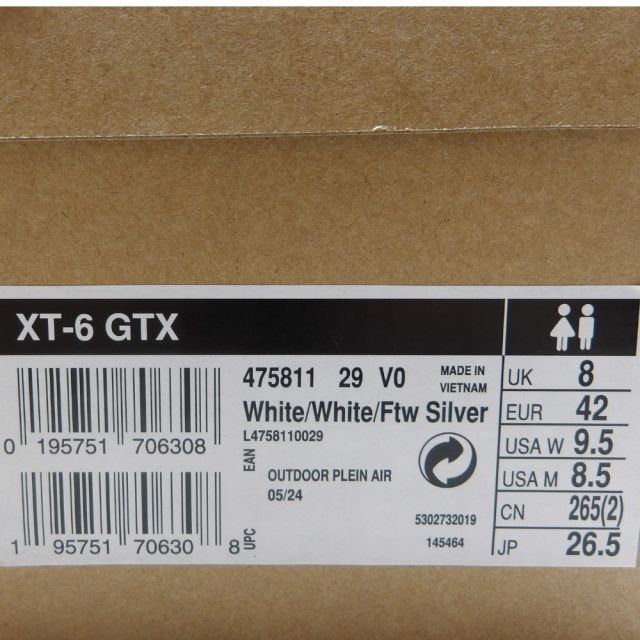 XT-6 GTX
475811 29 V0
MADE IN
VIETNAM
White/White/Ftw Silver
L4758110029
EAN
0 195751 706308
OUTDOOR PLEIN AIR
05/24
5302732019
145464
UPC
1 95751 70630 8
UK 8
EUR 42
USA W 9.5
USA M 8.5
CN 265(2)
JP 26.5